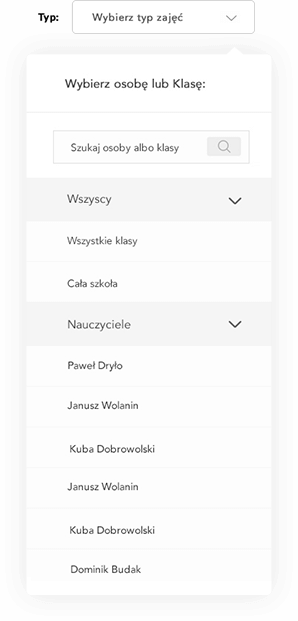 Typ: Wybierz typ zajęć
Wybierz osobę lub Klasę:
Szukaj osoby albo klasy
Wszyscy
Wszystkie klasy
Cała szkoła
Nauczyciele
Paweł Dryło
Janusz Wolanin
Kuba Dobrowolski
Janusz Wolanin
Kuba Dobrowolski
Dominik Budak